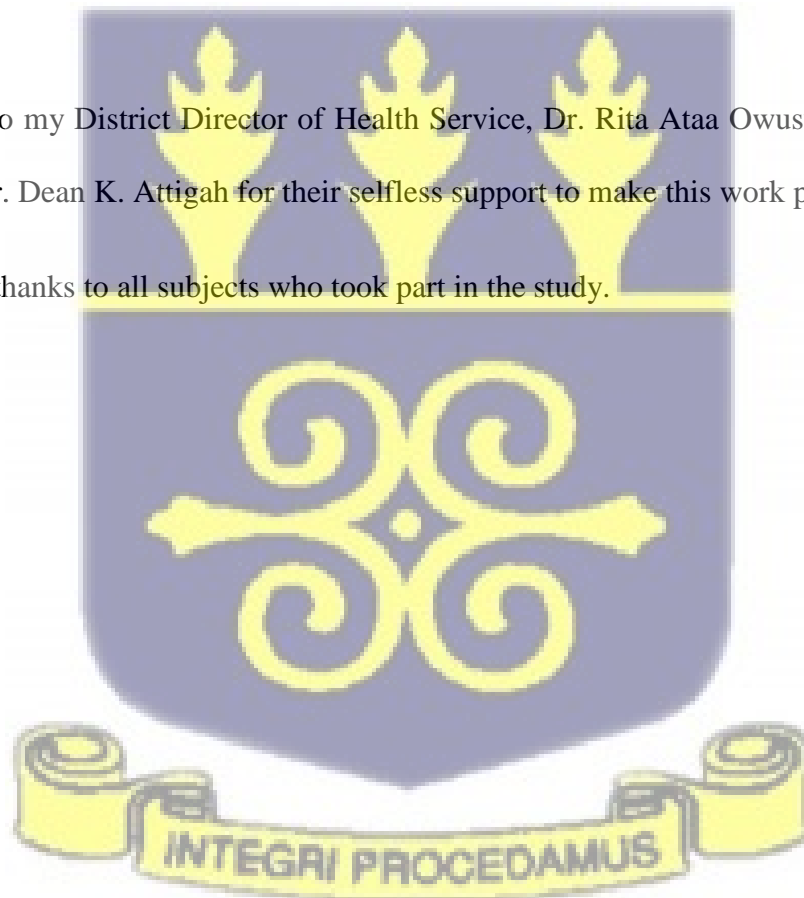 o my District Director of Health Service, Dr. Rita Ataa Owus
r. Dean K. Attigah for their selfless support to make this work p
thanks to all subjects who took part in the study.
INTEGRI PROCEDAMUS